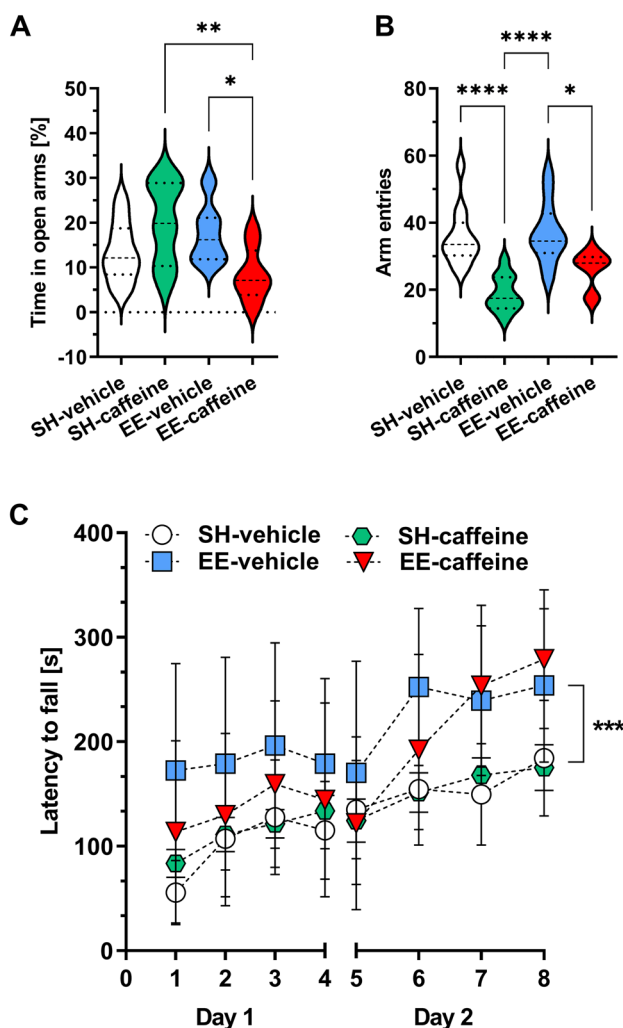 A
**
*
Time in open arms [%]
50
40
30
20
10
0
-10
SH-vehicle
SH-caffeine
EE-vehicle
EE-caffeine
B
****
****
*
Arm entries
80
60
40
20
0
SH-vehicle
SH-caffeine
EE-vehicle
EE-caffeine
C
SH-vehicle SH-caffeine
EE-vehicle EE-caffeine
Latency to fall [s]
400
300
200
100
0
***
0 1 2 3 4 5 6 7 8
Day 1 Day 2